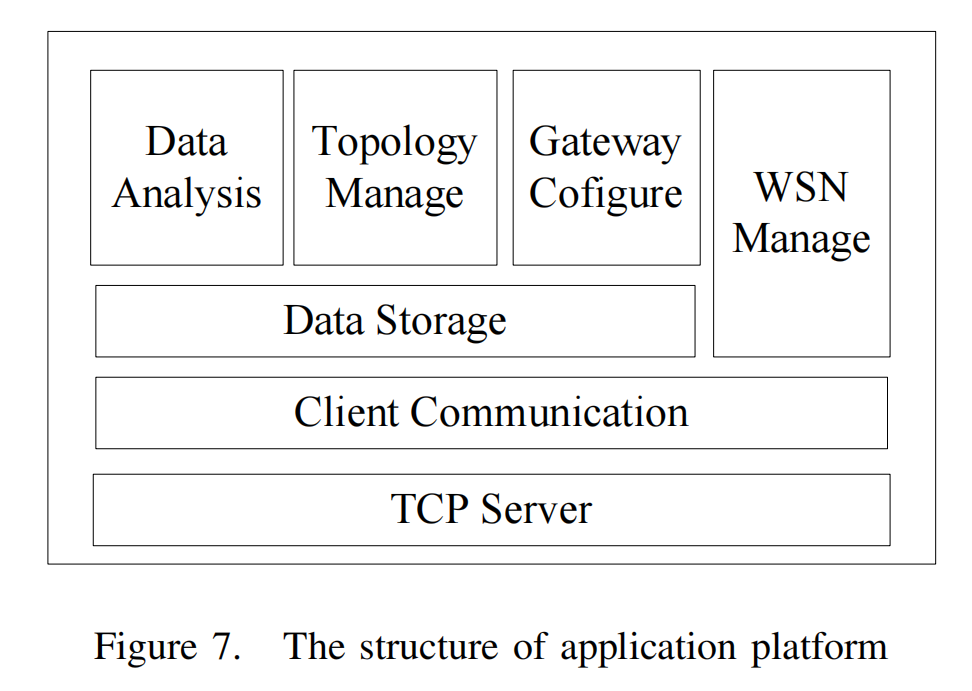 Data
Analysis
Topology
Manage
Gateway
Cofigure
WSN
Manage
Data Storage
Client Communication
TCP Server
Figure 7. The structure of application platform